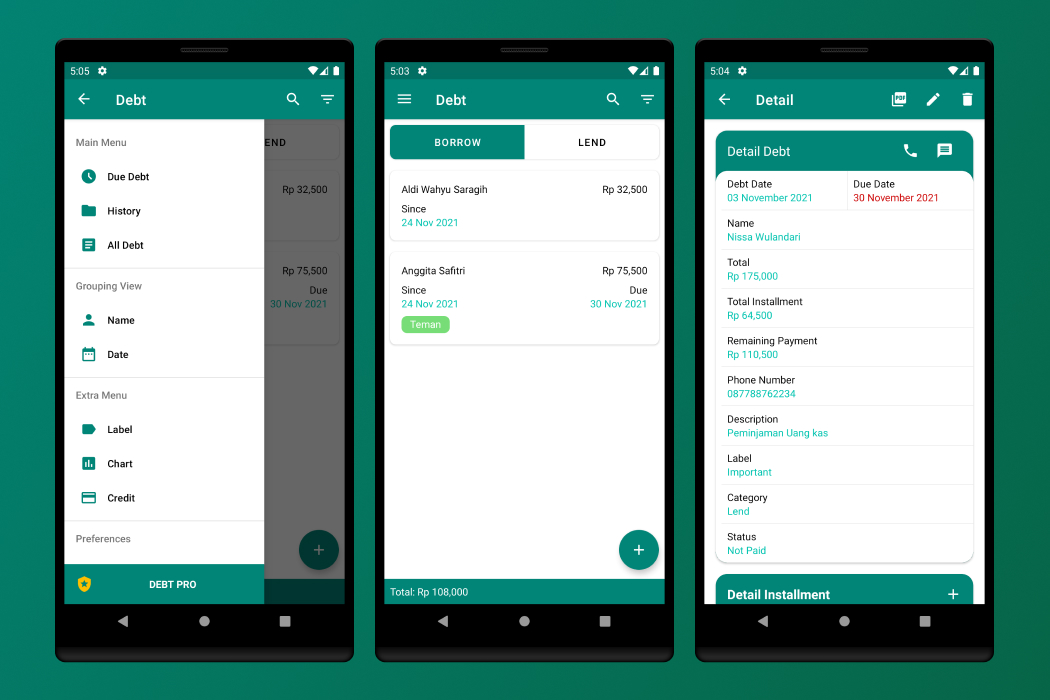 5:05
Debt
Main Menu
Due Debt
History
All Debt
Grouping View
Name
Date
Extra Menu
Label
Chart
Credit
Preferences
DEBT PRO
END
Rp 32,500
Rp 75,500
Due
30 Nov 2021
5:03
Debt
BORROW LEND
Aldi Wahyu Saragih Rp 32,500
Since
24 Nov 2021
Anggita Safitri Rp 75,500
Since Due
24 Nov 2021 30 Nov 2021
Teman
Total: Rp 108,000
5:04
Detail
PDF
Detail Debt
Debt Date Due Date
03 November 2021 30 November 2021
Name
Nissa Wulandari
Total
Rp 175,000
Total Installment
Rp 64,500
Remaining Payment
Rp 110,500
Phone Number
087788762234
Description
Peminjaman Uang kas
Label
Important
Category
Lend
Status
Not Paid
Detail Installment